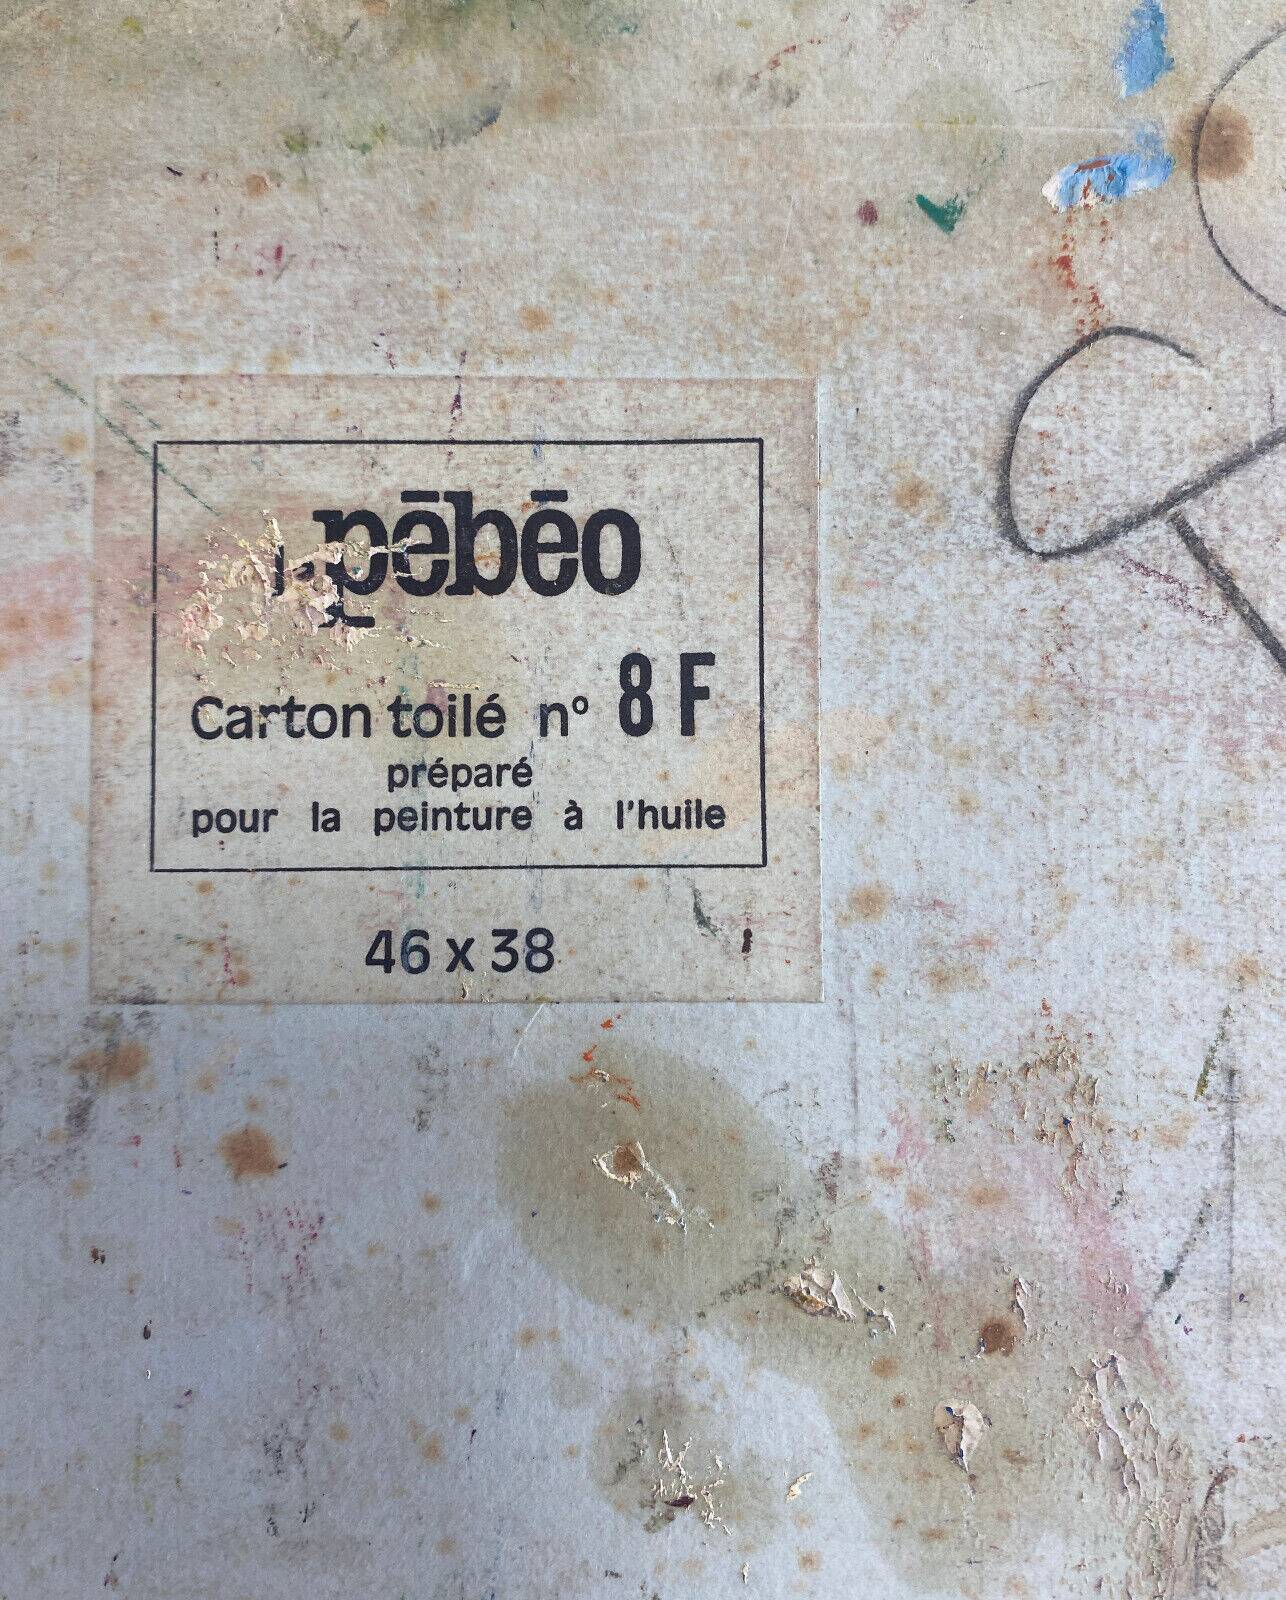 pēbēo
Carton toilé n° 8 F
préparé
pour la peinture à l'huile
46 x 38